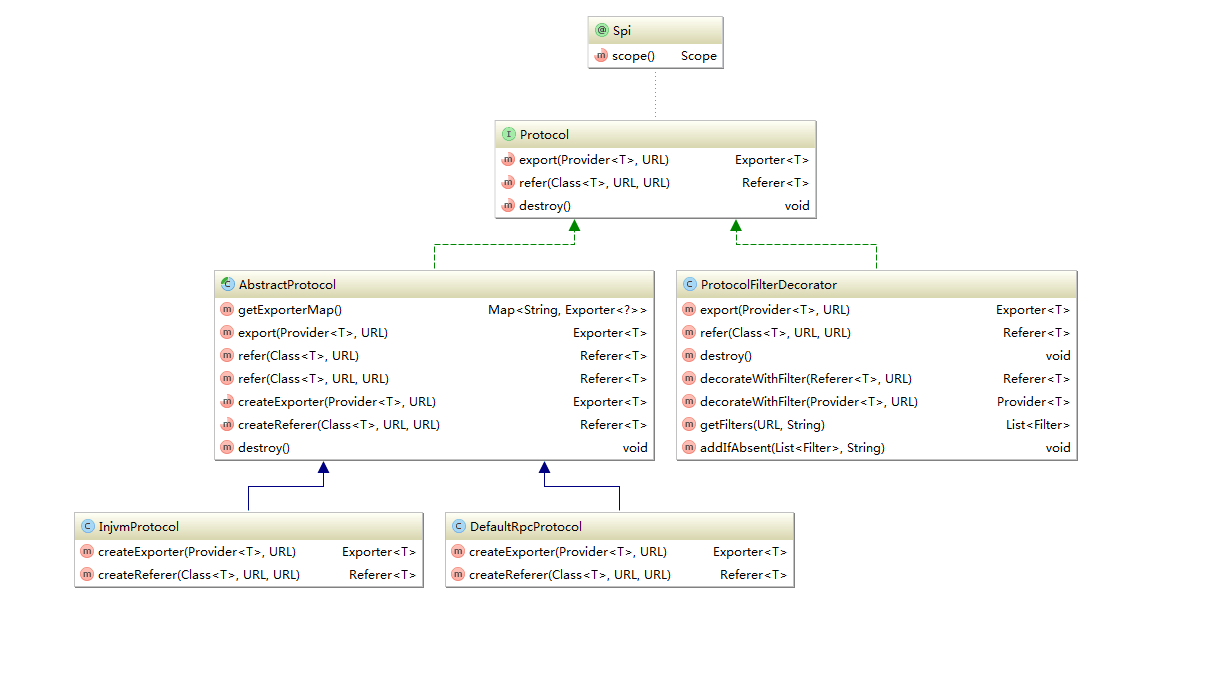 Spi
scope() Scope
Protocol
export(Provider<T>, URL) Exporter<T>
refer(Class<T>, URL, URL) Referer<T>
destroy() void
AbstractProtocol
getExporterMap() Map<String, Exporter<?>>
export(Provider<T>, URL) Exporter<T>
refer(Class<T>, URL) Referer<T>
refer(Class<T>, URL, URL) Referer<T>
createExporter(Provider<T>, URL) Exporter<T>
createReferer(Class<T>, URL, URL) Referer<T>
destroy() void
ProtocolFilterDecorator
export(Provider<T>, URL) Exporter<T>
refer(Class<T>, URL, URL) Referer<T>
destroy() void
decorateWithFilter(Referer<T>, URL) Referer<T>
decorateWithFilter(Provider<T>, URL) Provider<T>
getFilters(URL, String) List<Filter>
addIfAbsent(List<Filter>, String) void
InjvmProtocol
createExporter(Provider<T>, URL) Exporter<T>
createReferer(Class<T>, URL, URL) Referer<T>
DefaultRpcProtocol
createExporter(Provider<T>, URL) Exporter<T>
createReferer(Class<T>, URL, URL) Referer<T>